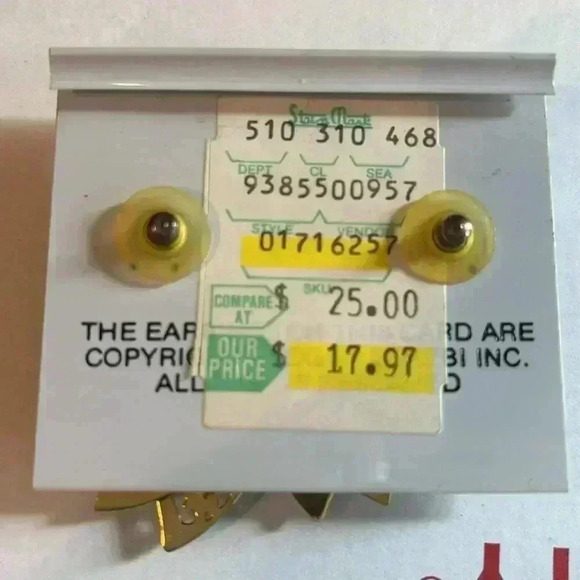 Stein Mart
510 310 468
DEPT CL SEA
9385500957
STYLE VENDOR
01716257
SKU
COMPARE AT $ 25.00
THE EAR CARD ARE
OUR PRICE $ 17.97
COPYRIG BI INC.
ALL D